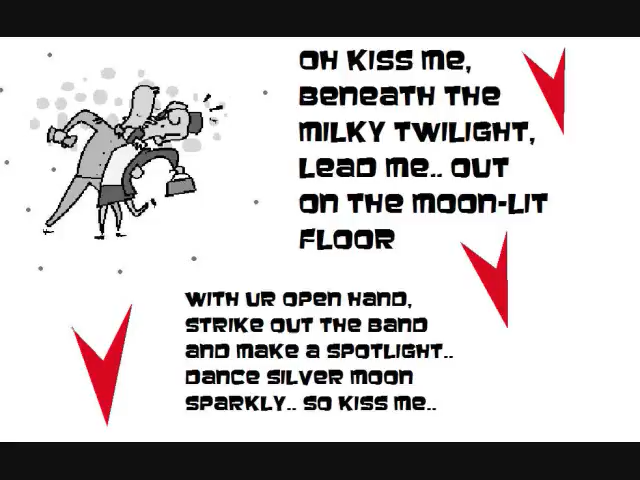 OH KISS ME,
BENEATH THE
MILKY TWILIGHT,
LEAD ME.. OUT
ON THE MOON-LIT
FLOOR
WITH UR OPEN HAND,
STRIKE OUT THE BAND
AND MAKE A SPOTLIGHT..
DANCE SILVER MOON
SPARKLY.. SO KISS ME..